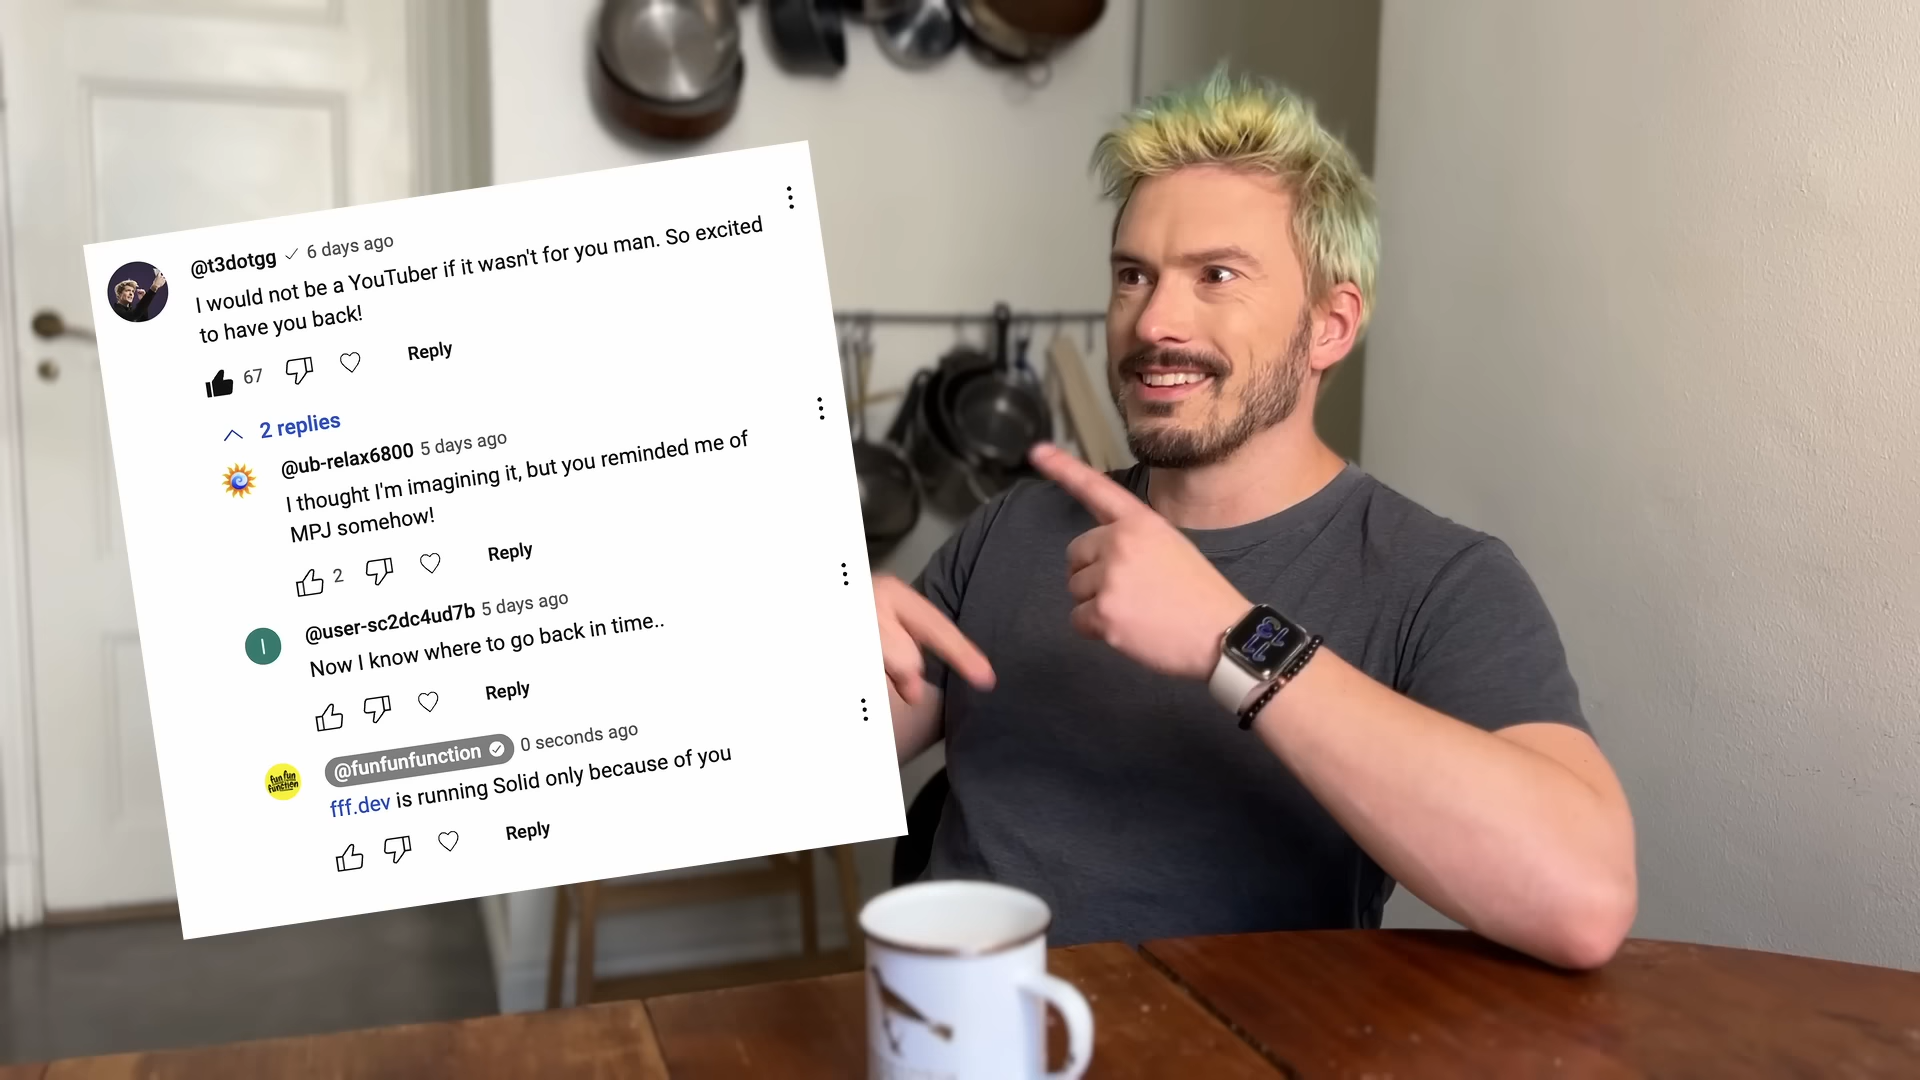 @t3dotgg 6 days ago
I would not be a YouTuber if it wasn't for you man. So excited
to have you back!
67
Reply
2 replies
@ub-relax6800 5 days ago
I thought I'm imagining it, but you reminded me of
MPJ somehow!
2
Reply
I
@user-sc2dc4ud7b 5 days ago
Now I know where to go back in time..
Reply
fun fun
function
@funfunfunction 0 seconds ago
fff.dev is running Solid only because of you
Reply